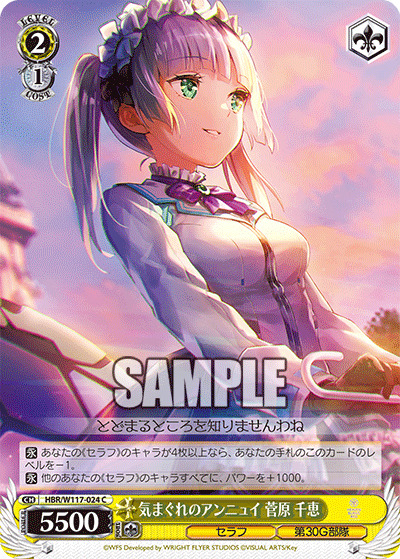 LEVEL
2
1
COST
SAMPLE
とどまるところを知りませんわね
永 あなたの《セラフ》のキャラが4枚以上なら、あなたの手札のこのカードの
レベルを-1。
永 他のあなたの《セラフ》のキャラすべてに、パワーを+1000。
CH HBR/W117-024 C
5500
気まぐれのアンニュイ 菅原 千恵
セラフ
第30G部隊
©WFS Developed by WRIGHT FLYER STUDIOS ©VISUAL ARTS/Key